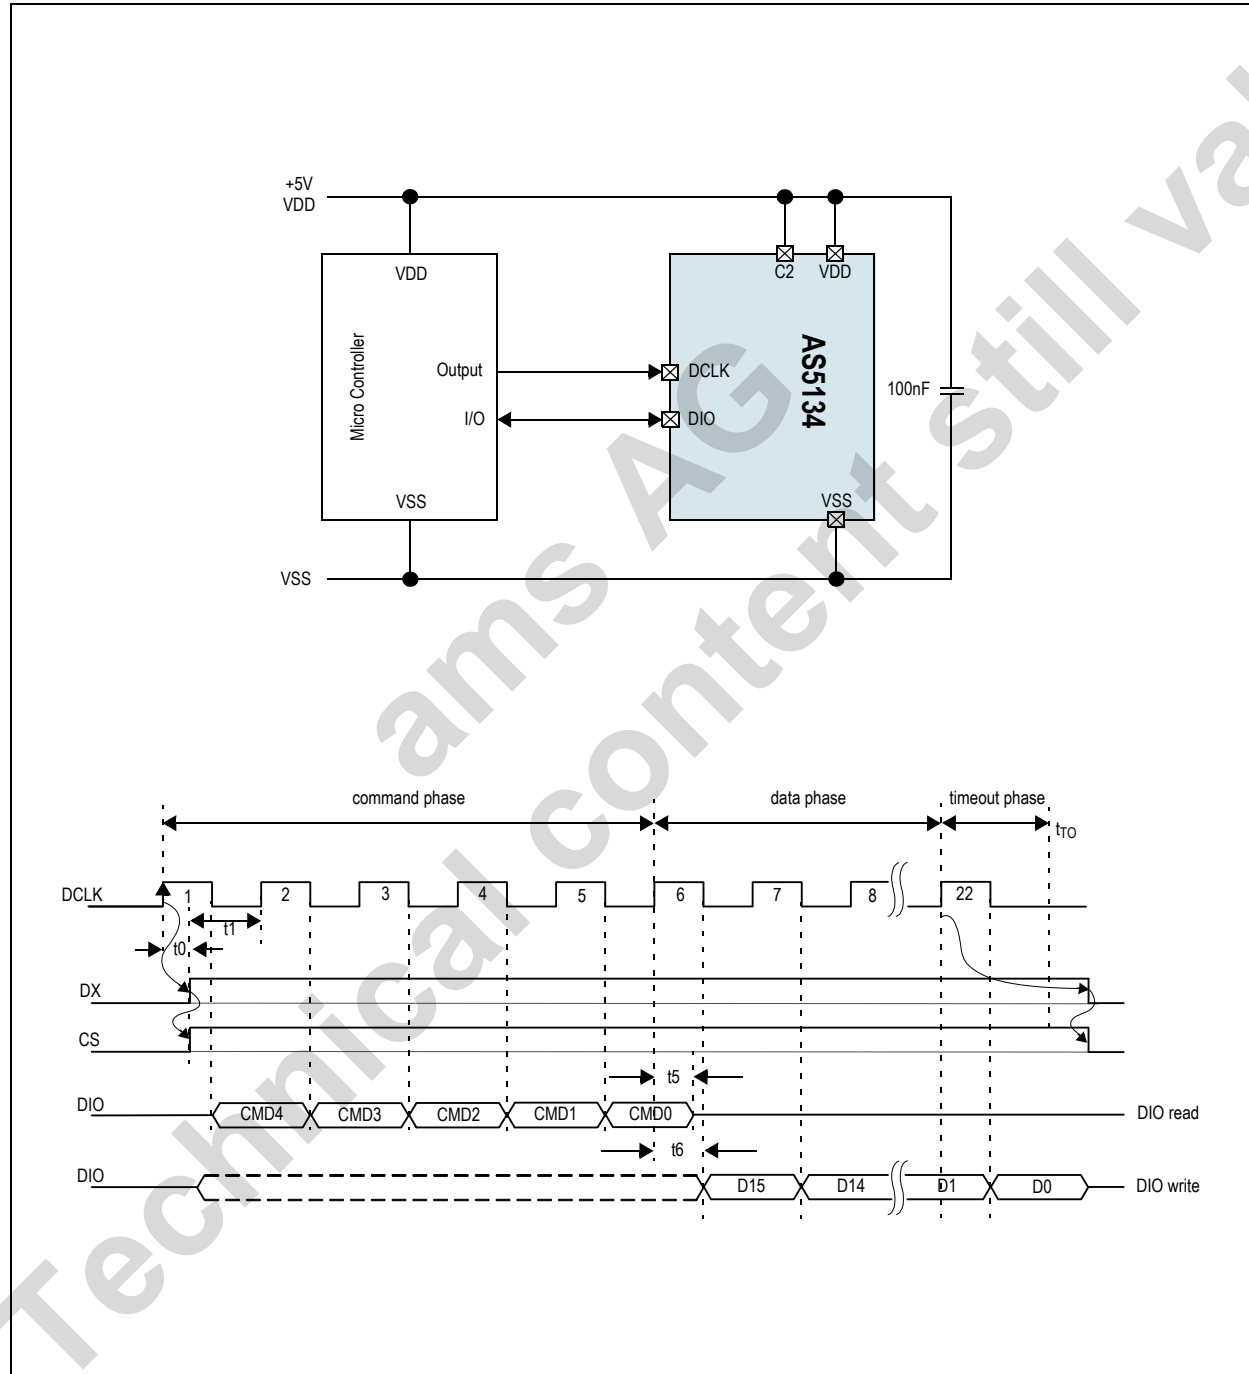 +5V
VDD
VDD
C2 VDD
Micro Controller
Output
DCLK
AS5134
100nF
I/O
DIO
VSS
VSS
VSS
command phase data phase timeout phase
tTO
DCLK 1 2 3 4 5 6 7 8 22
t1
t0
DX
CS
t5
DIO CMD4 CMD3 CMD2 CMD1 CMD0 DIO read
t6
DIO D15 D14 D1 D0 DIO write
ams AG
Technical content still val